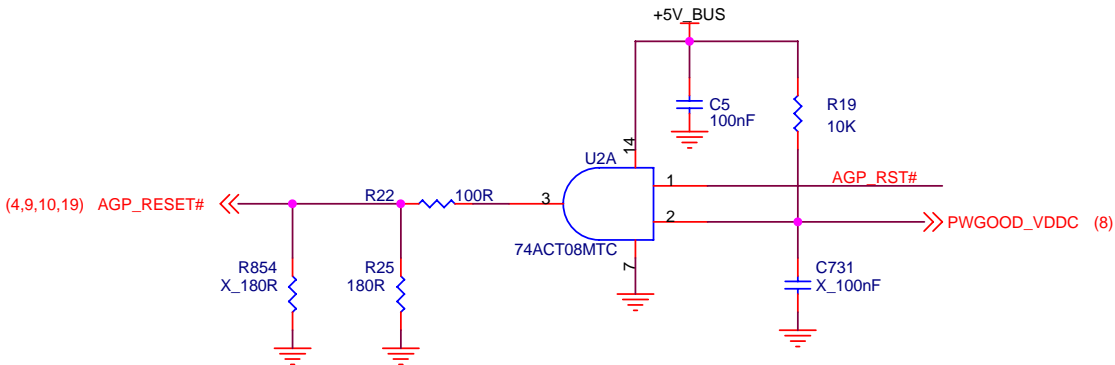 +5V_BUS
C5
100nF
R19
10K
14
U2A
1
AGP_RST#
(4,9,10,19) AGP_RESET#
R22
100R
3
2
PWGOOD_VDDC (8)
74ACT08MTC
7
R854
X_180R
R25
180R
C731
X_100nF